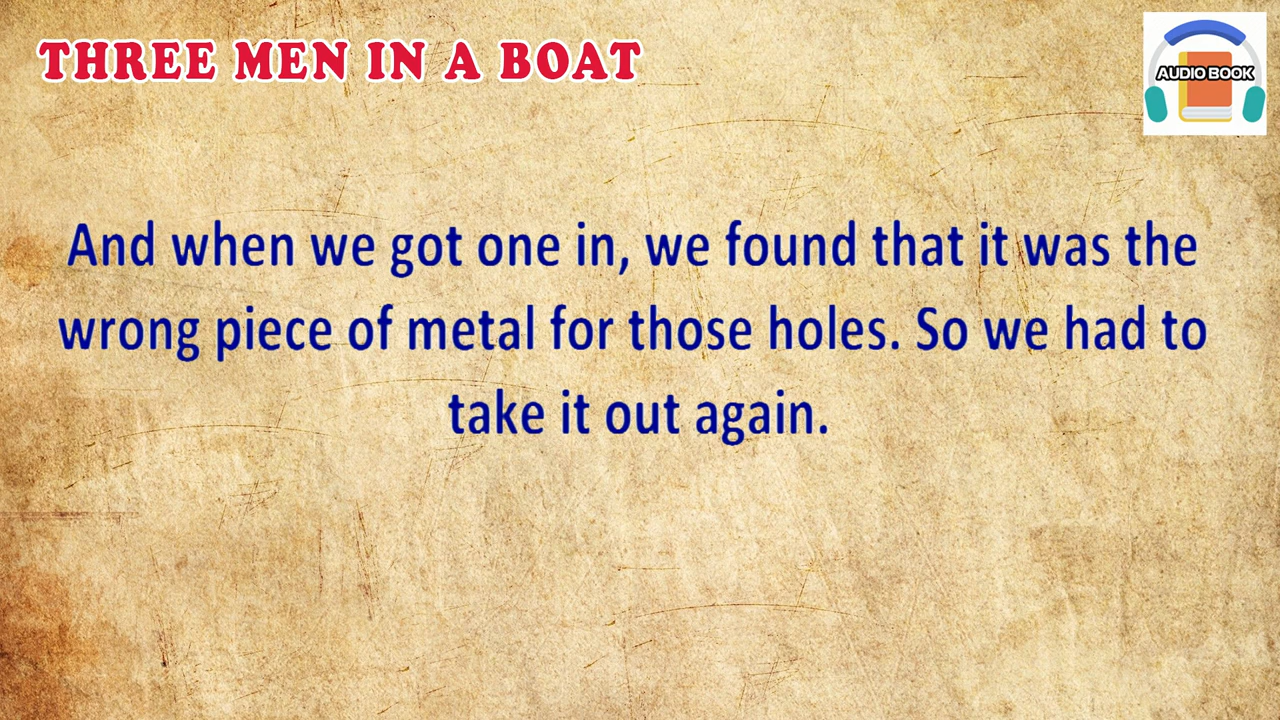 THREE MEN IN A BOAT
AUDIO BOOK
And when we got one in, we found that it was the
wrong piece of metal for those holes. So we had to
take it out again.